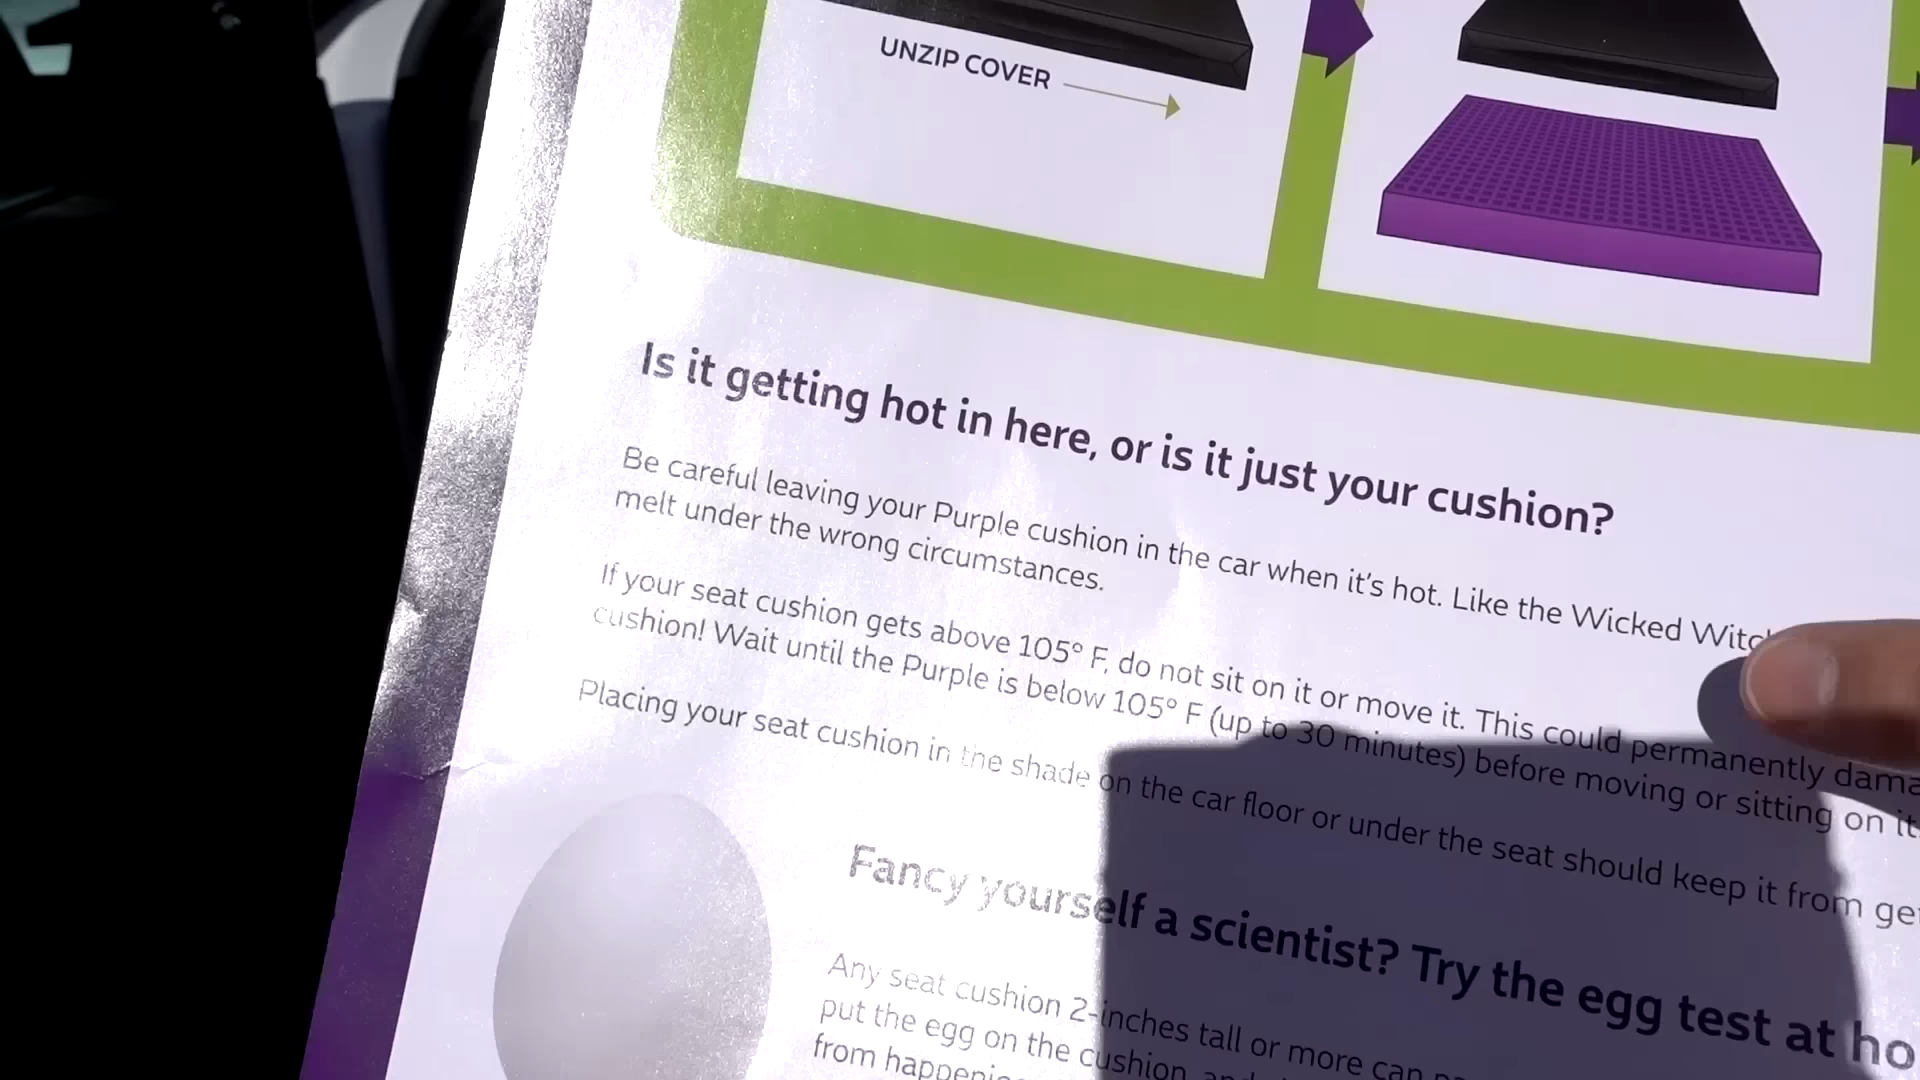 UNZIP COVER
Is it getting hot in here, or is it just your cushion?
Be careful leaving your Purple cushion in the car when it's hot. Like the Wicked
melt under the wrong circumstances.
If your seat cushion gets above 105° F, do not sit on it or move it. This could permanently
cushion! Wait until the Purple is below 105° F (up to 30 minutes) before moving or sitting on it
Placing your seat cushion in the shade on the car floor or under the seat should keep it from
Fancy yourself a scientist? Try the egg test at
Any seat cushion 2-inches tall or more can
put the egg on the cushion, and
from